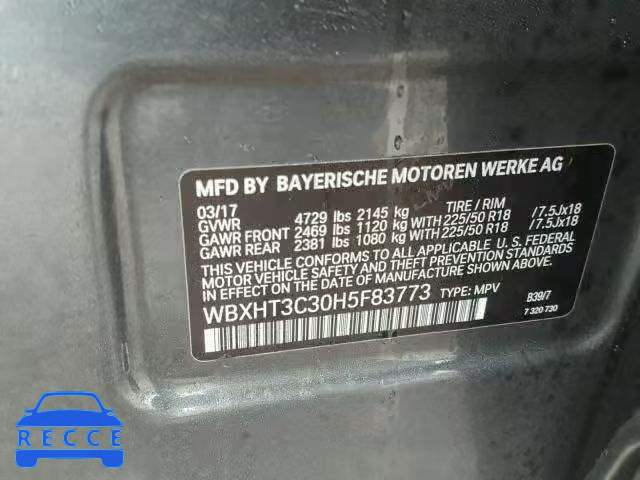 MFD BY BAYERISCHE MOTOREN WERKE AG
03/17 TIRE / RIM
GVWR 4729 lbs 2145 kg
GAWR FRONT 2469 lbs 1120 kg WITH 225/50 R18 /7.5Jx18
GAWR REAR 2381 lbs 1080 kg WITH 225/50 R18 /7.5Jx18
THIS VEHICLE CONFORMS TO ALL APPLICABLE U. S. FEDERAL
MOTOR VEHICLE SAFETY, BUMPER, AND THEFT PREVENTION
STANDARDS IN EFFECT ON THE DATE OF MANUFACTURE SHOWN ABOVE.
WBXHT3C30H5F83773 TYPE: MPV
B39/7
7 320 730
RECCE